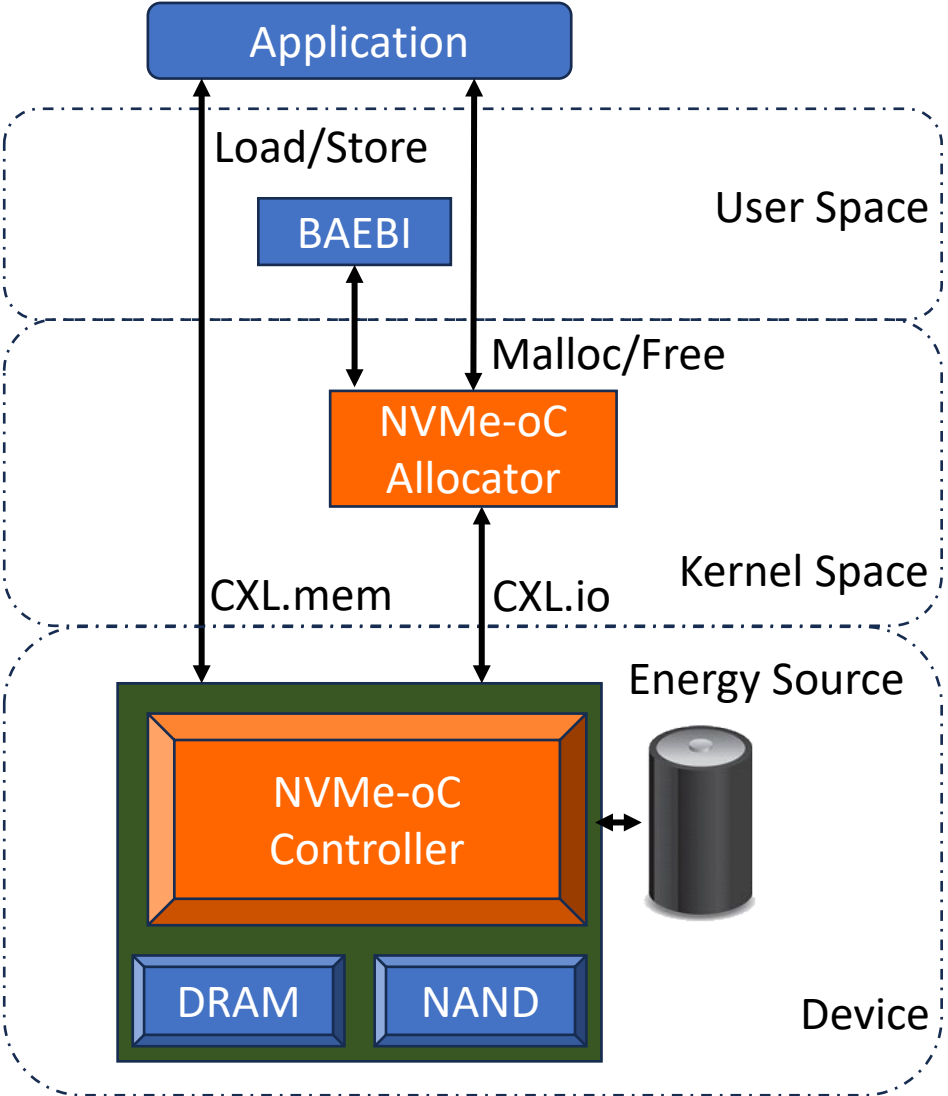 Application
Load/Store
User Space
BAEBI
Malloc/Free
NVMe-oC
Allocator
Kernel Space
CXL.mem
CXL.io
Energy Source
NVMe-oC
Controller
DRAM
NAND
Device